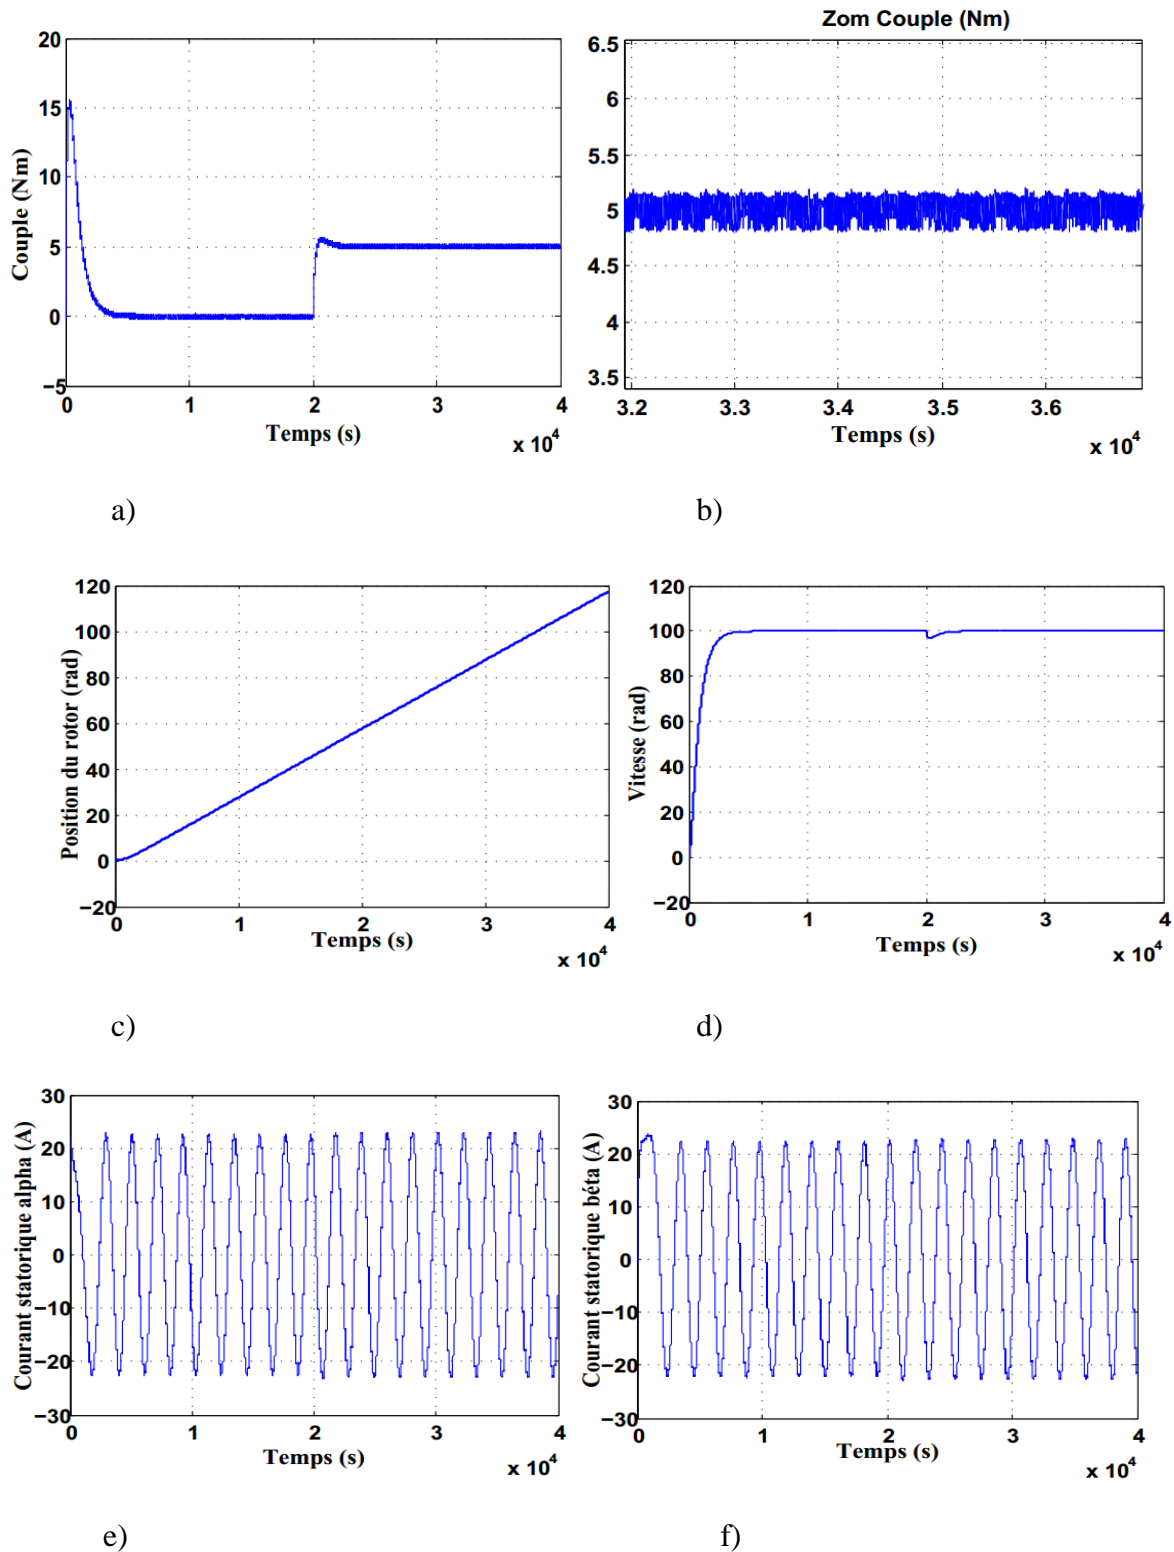 Couple (Nm)
20
15
10
5
0
−5
0 1 2 3 4
Temps (s)
x 10^4
a)
Zom Couple (Nm)
6.5
6
5.5
5
4.5
4
3.5
3.2 3.3 3.4 3.5 3.6
Temps (s)
x 10^4
b)
Position du rotor (rad)
120
100
80
60
40
20
0
−20
0 1 2 3 4
Temps (s)
x 10^4
c)
Vitesse (rad)
120
100
80
60
40
20
0
−20
0 1 2 3 4
Temps (s)
x 10^4
d)
Courant statorique alpha (A)
30
20
10
0
−10
−20
−30
0 1 2 3 4
Temps (s)
x 10^4
e)
Courant statorique béta (A)
30
20
10
0
−10
−20
−30
0 1 2 3 4
Temps (s)
x 10^4
f)